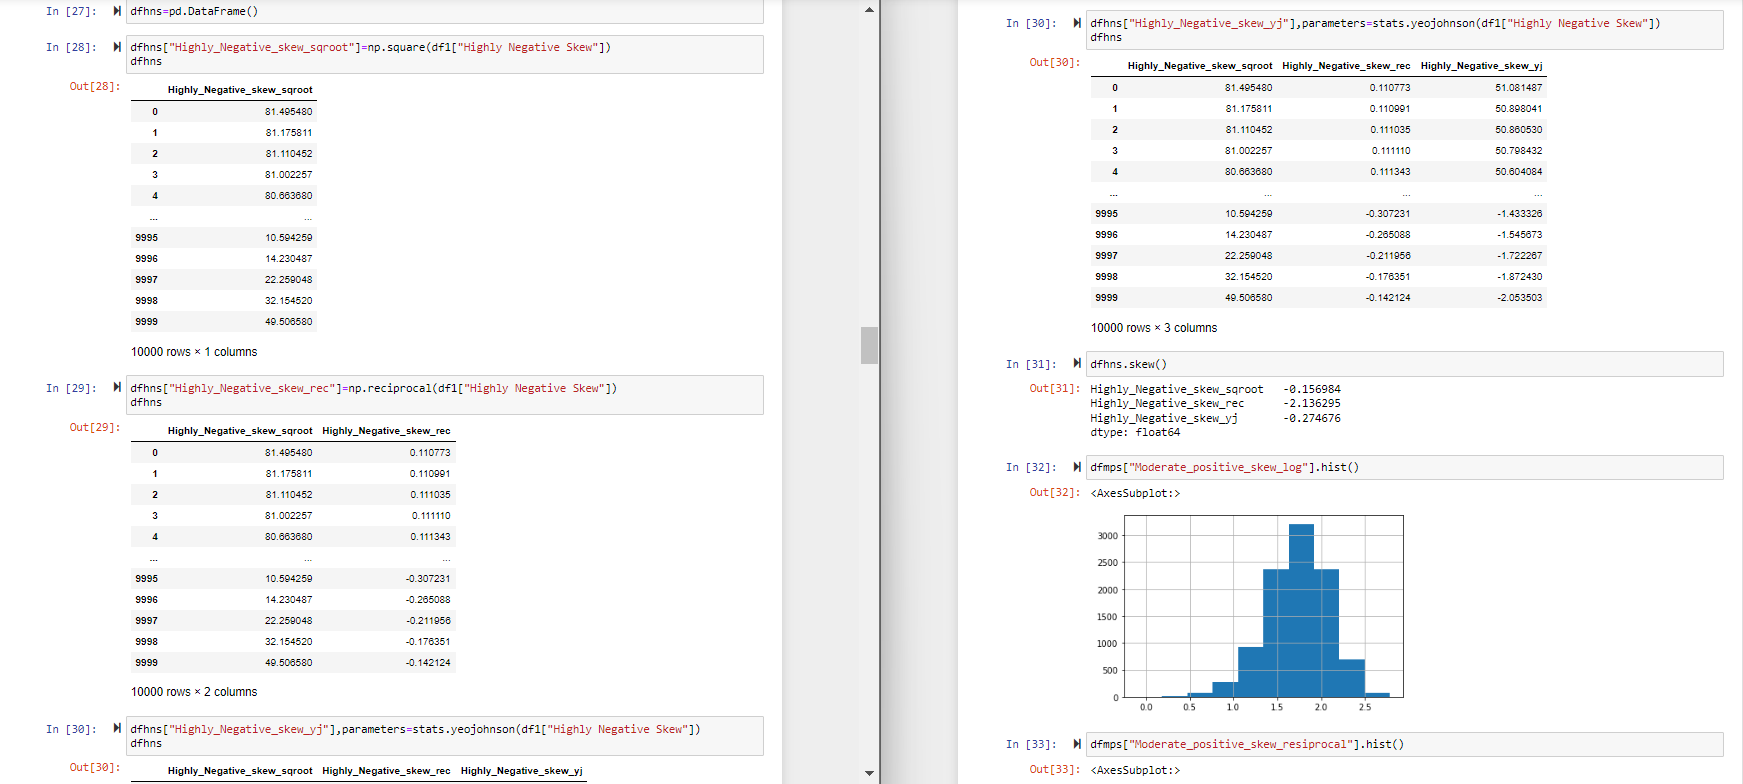 In [27]: dfhns=pd.DataFrame()
In [28]: dfhns["Highly_Negative_skew_sqroot"]=np.square(df1["Highly Negative Skew"])
dfhns
Out[28]:
Highly_Negative_skew_sqroot
0 81.495480
1 81.175811
2 81.110452
3 81.002257
4 80.663680
... ...
9995 10.594259
9996 14.230487
9997 22.259048
9998 32.154520
9999 49.506580
10000 rows × 1 columns
In [29]: dfhns["Highly_Negative_skew_rec"]=np.reciprocal(df1["Highly Negative Skew"])
dfhns
Out[29]:
Highly_Negative_skew_sqroot Highly_Negative_skew_rec
0 81.495480 0.110773
1 81.175811 0.110991
2 81.110452 0.111035
3 81.002257 0.111110
4 80.663680 0.111343
... ... ...
9995 10.594259 -0.307231
9996 14.230487 -0.265088
9997 22.259048 -0.211956
9998 32.154520 -0.176351
9999 49.506580 -0.142124
10000 rows × 2 columns
In [30]: dfhns["Highly_Negative_skew_yj"],parameters=stats.yeojohnson(df1["Highly Negative Skew"])
dfhns
Out[30]:
Highly_Negative_skew_sqroot Highly_Negative_skew_rec Highly_Negative_skew_yj
In [30]: dfhns["Highly_Negative_skew_yj"],parameters=stats.yeojohnson(df1["Highly Negative Skew"])
dfhns
Out[30]:
Highly_Negative_skew_sqroot Highly_Negative_skew_rec Highly_Negative_skew_yj
0 81.495480 0.110773 51.081487
1 81.175811 0.110991 50.898041
2 81.110452 0.111035 50.860530
3 81.002257 0.111110 50.798432
4 80.663680 0.111343 50.604084
... ... ... ...
9995 10.594259 -0.307231 -1.433326
9996 14.230487 -0.265088 -1.545673
9997 22.259048 -0.211956 -1.722267
9998 32.154520 -0.176351 -1.872430
9999 49.506580 -0.142124 -2.053503
10000 rows × 3 columns
In [31]: dfhns.skew()
Out[31]: Highly_Negative_skew_sqroot -0.156984
Highly_Negative_skew_rec -2.136295
Highly_Negative_skew_yj -0.274676
dtype: float64
In [32]: dfmps["Moderate_positive_skew_log"].hist()
Out[32]: <AxesSubplot:>
3000
2500
2000
1500
1000
500
0
0.0 0.5 1.0 1.5 2.0 2.5
In [33]: dfmps["Moderate_positive_skew_resiprocal"].hist()
Out[33]: <AxesSubplot:>